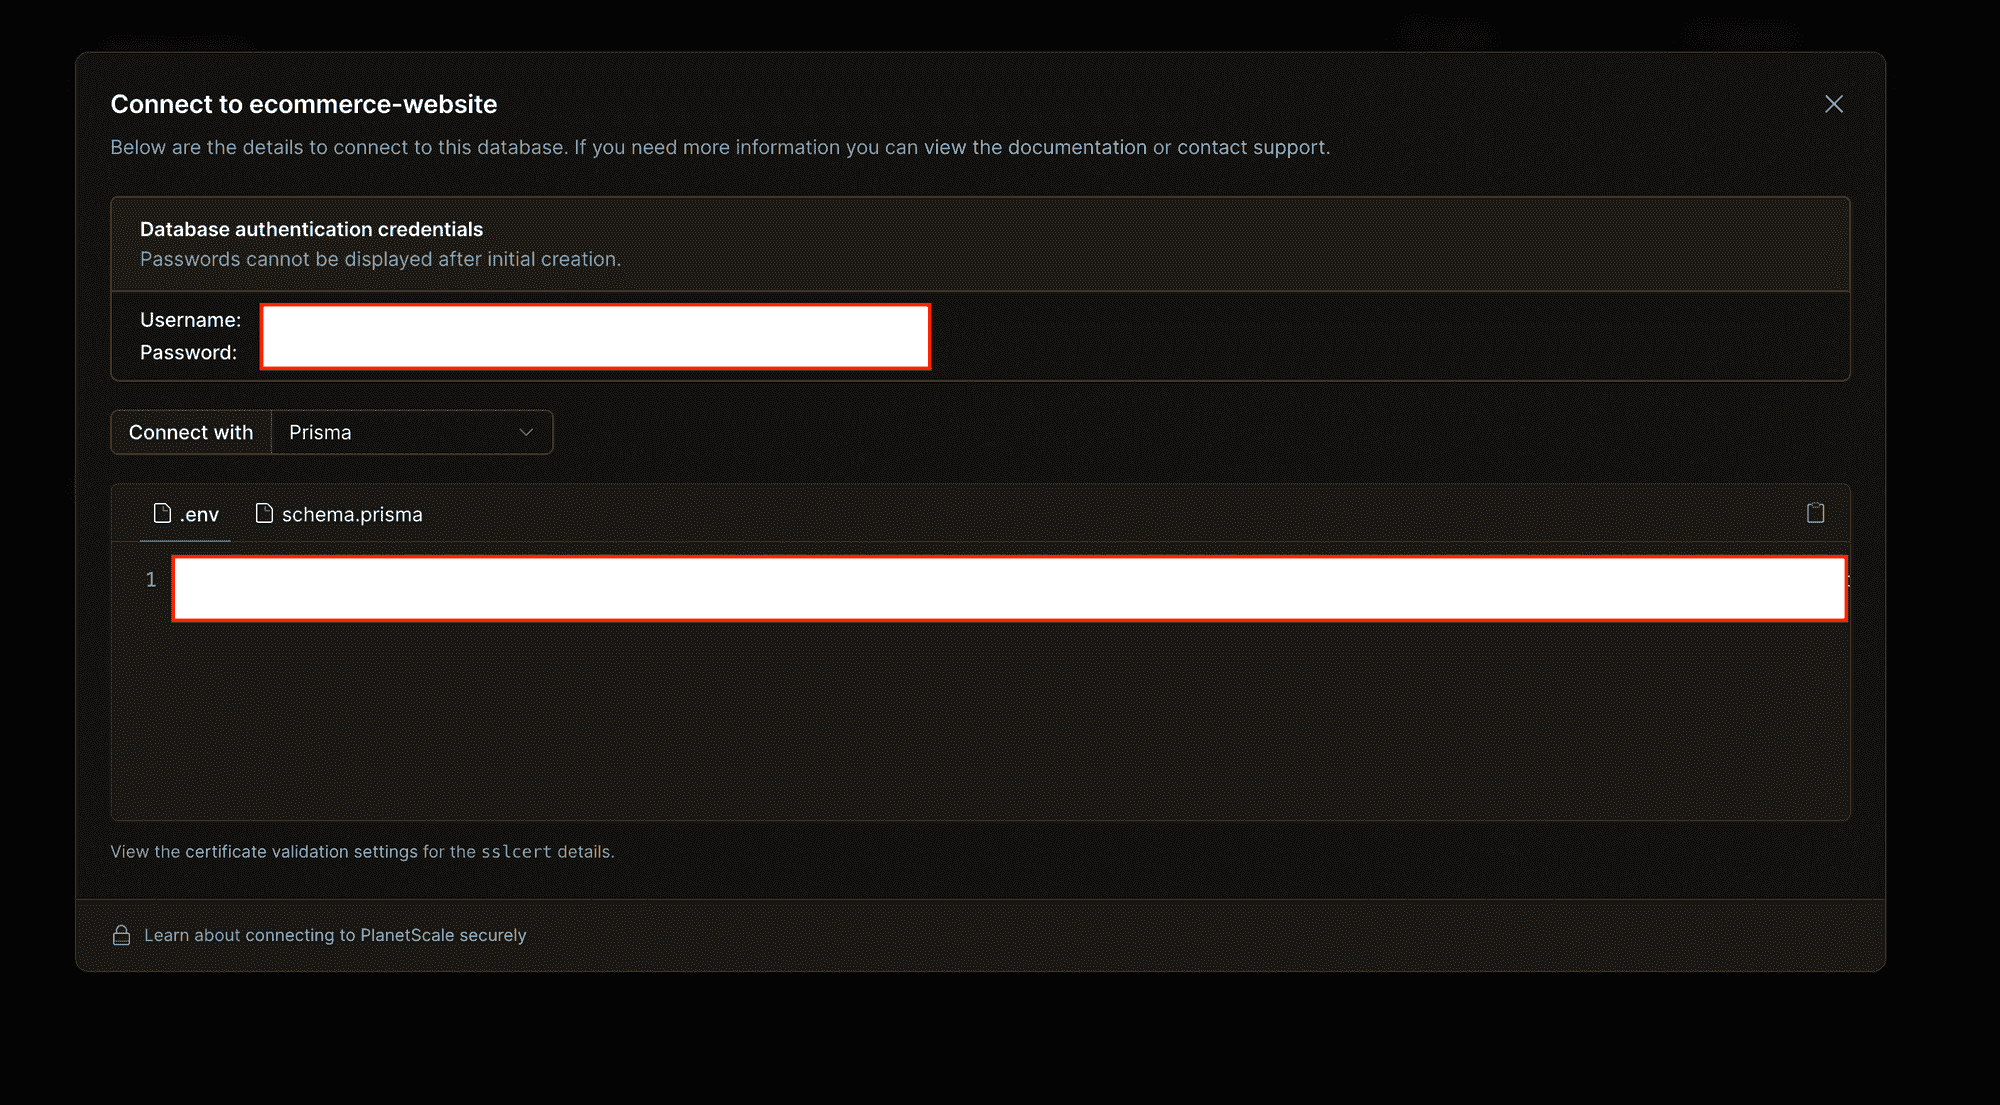 Connect to ecommerce-website
Below are the details to connect to this database. If you need more information you can view the documentation or contact support.
Database authentication credentials
Passwords cannot be displayed after initial creation.
Username:
Password:
Connect with Prisma
.env schema.prisma
1
View the certificate validation settings for the sslcert details.
Learn about connecting to PlanetScale securely